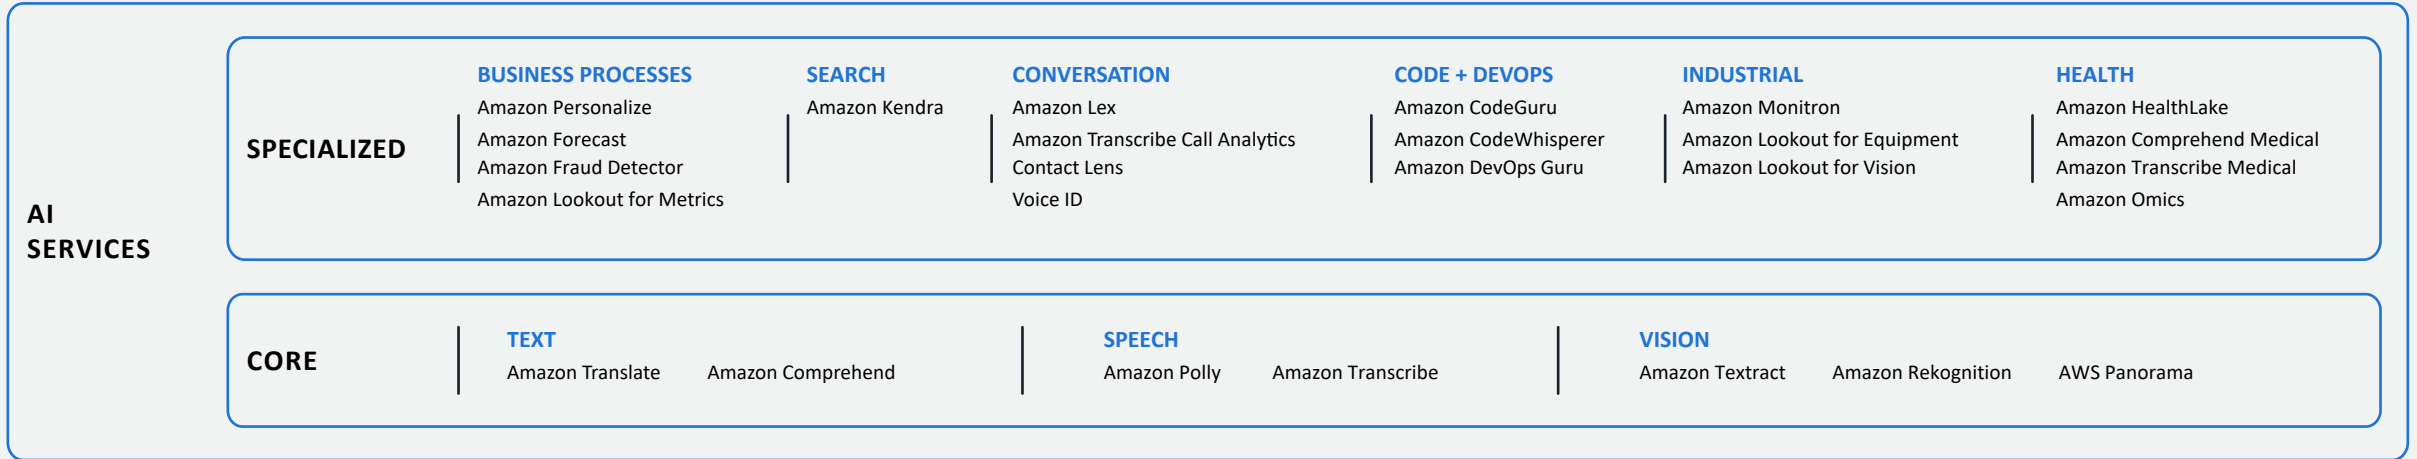 AI
SERVICES
SPECIALIZED
BUSINESS PROCESSES
Amazon Personalize
Amazon Forecast
Amazon Fraud Detector
Amazon Lookout for Metrics
SEARCH
Amazon Kendra
CONVERSATION
Amazon Lex
Amazon Transcribe Call Analytics
Contact Lens
Voice ID
CODE + DEVOPS
Amazon CodeGuru
Amazon CodeWhisperer
Amazon DevOps Guru
INDUSTRIAL
Amazon Monitron
Amazon Lookout for Equipment
Amazon Lookout for Vision
HEALTH
Amazon HealthLake
Amazon Comprehend Medical
Amazon Transcribe Medical
Amazon Omics
CORE
TEXT
Amazon Translate Amazon Comprehend
SPEECH
Amazon Polly Amazon Transcribe
VISION
Amazon Textract Amazon Rekognition AWS Panorama